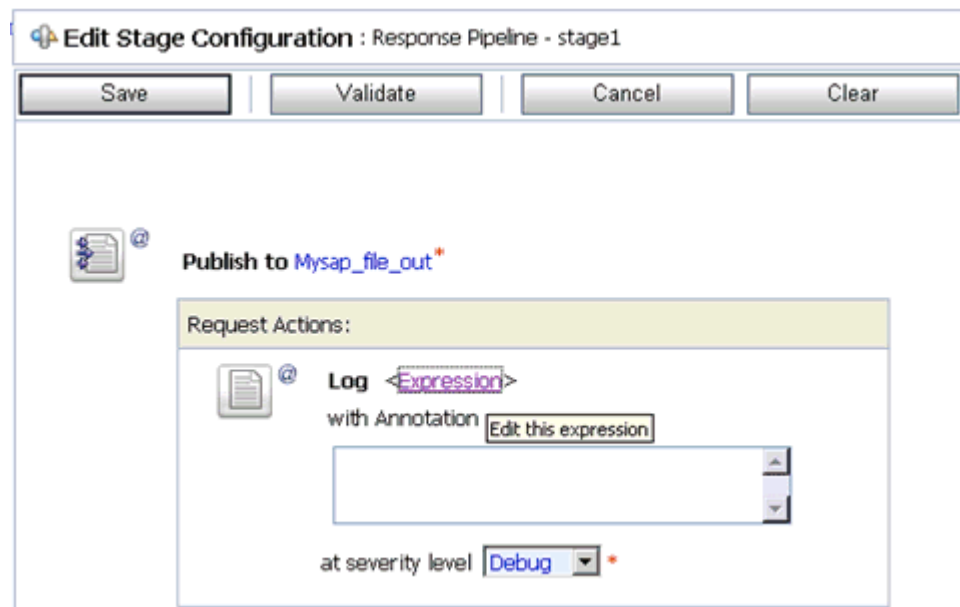 Edit Stage Configuration : Response Pipeline - stage1
Save Validate Cancel Clear
@
Publish to Mysap_file_out*
Request Actions:
@ Log <Expression>
with Annotation
Edit this expression
at severity level Debug *